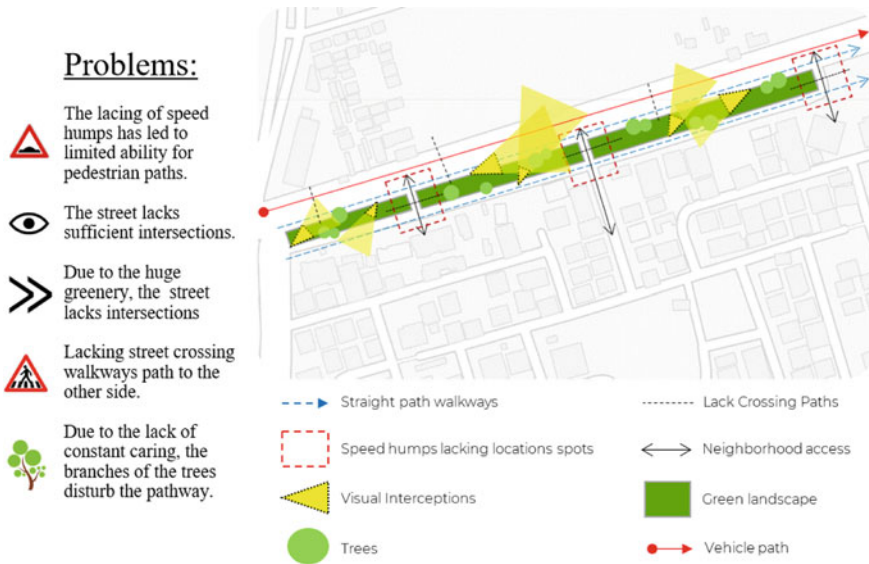 Problems:
The lacing of speed
humps has led to
limited ability for
pedestrian paths.
The street lacks
sufficient intersections.
Due to the huge
greenery, the street
lacks intersections
Lacking street crossing
walkways path to the
other side.
Due to the lack of
constant caring, the
branches of the trees
disturb the pathway.
Straight path walkways
Lack Crossing Paths
Speed humps lacking locations spots
Neighborhood access
Visual Interceptions
Green landscape
Trees
Vehicle path